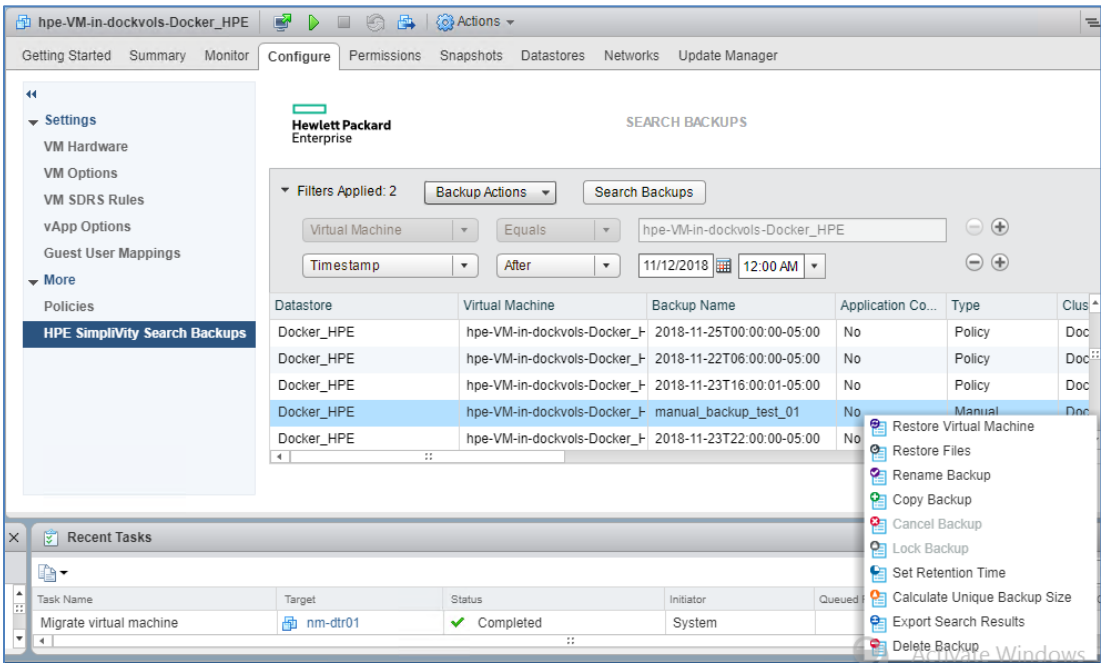 hpe-VM-in-dockvols-Docker_HPE Actions
Getting Started Summary Monitor Configure Permissions Snapshots Datastores Networks Update Manager
Settings
VM Hardware
VM Options
VM SDRS Rules
vApp Options
Guest User Mappings
More
Policies
HPE SimpliVity Search Backups
Hewlett Packard
Enterprise
SEARCH BACKUPS
Filters Applied: 2 Backup Actions Search Backups
Virtual Machine Equals hpe-VM-in-dockvols-Docker_HPE
Timestamp After 11/12/2018 12:00 AM
Datastore Virtual Machine Backup Name Application Co... Type Clus
Docker_HPE hpe-VM-in-dockvols-Docker_H 2018-11-25T00:00:00-05:00 No Policy Doc
Docker_HPE hpe-VM-in-dockvols-Docker_H 2018-11-22T06:00:00-05:00 No Policy Doc
Docker_HPE hpe-VM-in-dockvols-Docker_H 2018-11-23T16:00:01-05:00 No Policy Doc
Docker_HPE hpe-VM-in-dockvols-Docker_H manual_backup_test_01 No Manual Doc
Docker_HPE hpe-VM-in-dockvols-Docker_H 2018-11-23T22:00:00-05:00 No
Restore Virtual Machine
Restore Files
Rename Backup
Copy Backup
Cancel Backup
Lock Backup
Set Retention Time
Calculate Unique Backup Size
Export Search Results
Delete Backup
Recent Tasks
Task Name Target Status Initiator Queued
Migrate virtual machine nm-dtr01 Completed System
Activate Windows